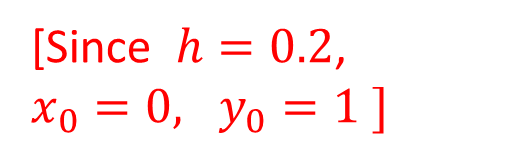 [Since h = 0.2,
x₀ = 0, y₀ = 1 ]